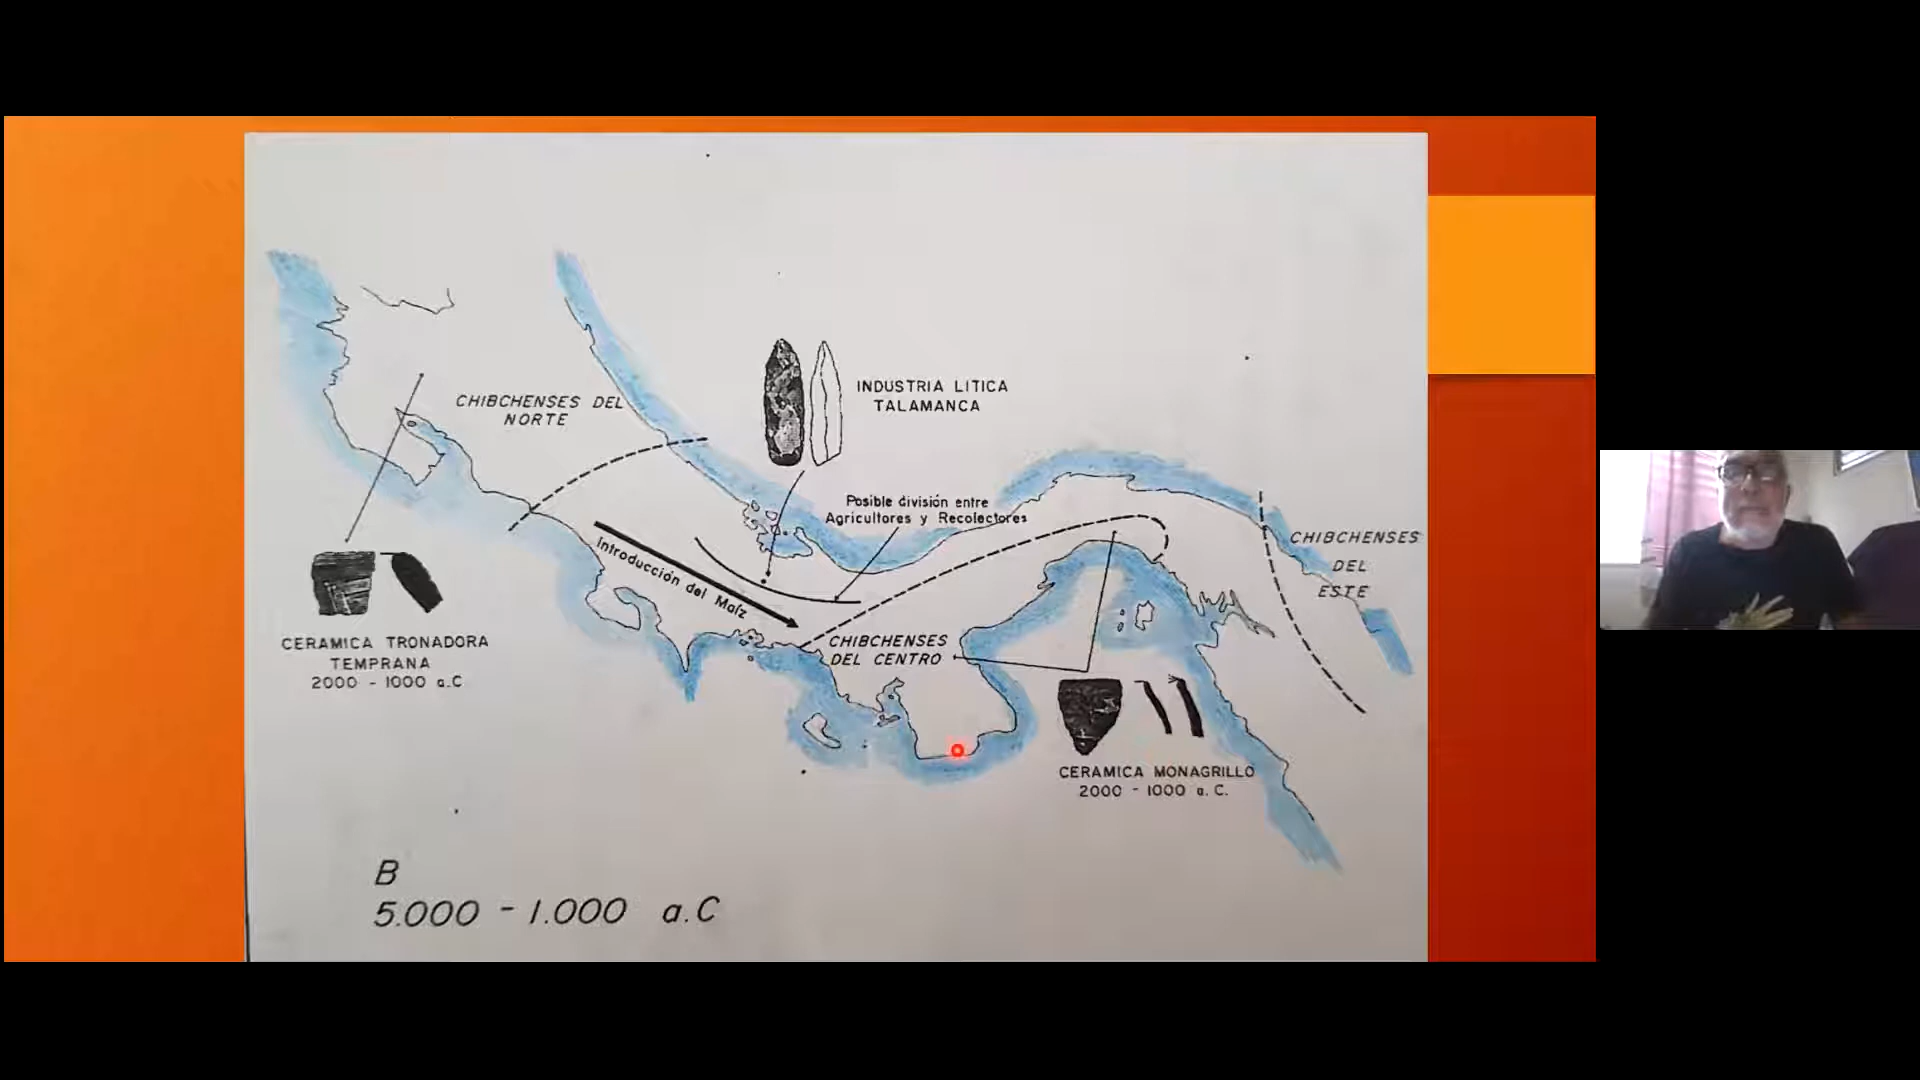 CHIBCHENSES DEL
NORTE
INDUSTRIA LITICA
TALAMANCA
Posible división entre
Agricultores y Recolectores
Introducción del Maíz
CHIBCHENSES
DEL
ESTE
CERAMICA TRONADORA
TEMPRANA
2000 - 1000 a.C
CHIBCHENSES
DEL CENTRO
CERAMICA MONAGRILLO
2000 - 1000 a.C.
B
5.000 - 1.000 a.C